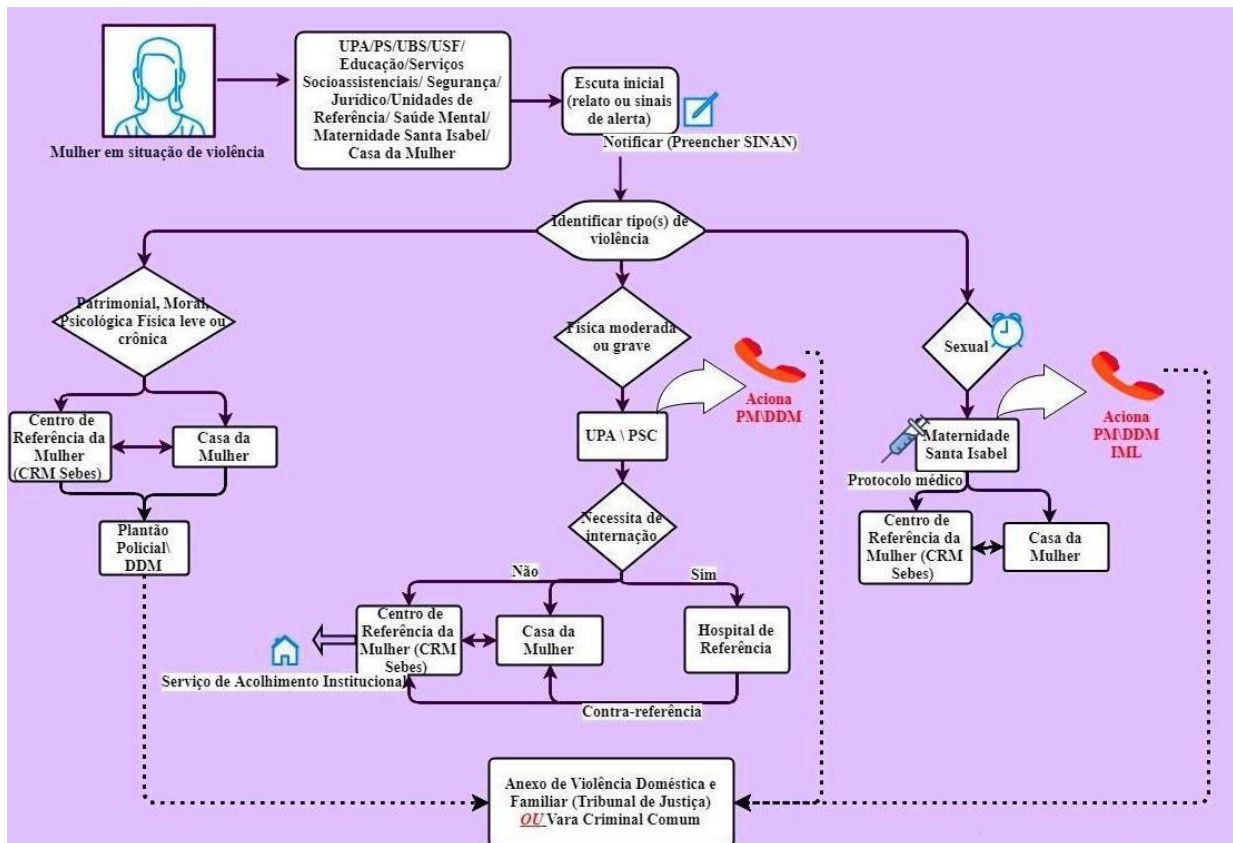 Mulher em situação de violência
UPA/PS/UBS/USF/
Educação/Serviços
Socioassistenciais/ Segurança/
Jurídico/Unidades de
Referência/ Saúde Mental/
Maternidade Santa Isabel/
Casa da Mulher
Escuta inicial
(relato ou sinais
de alerta)
Notificar (Preencher SINAN)
Identificar tipo(s) de
violência
Patrimonial, Moral,
Psicológica Física leve ou
crônica
Centro de
Referência da
Mulher
(CRM Sebes)
Casa da
Mulher
Plantão
Policial\
DDM
Física moderada
ou grave
Aciona
PM\DDM
UPA \ PSC
Necessita de
internação
Não
Sim
Centro de
Referência da
Mulher (CRM
Sebes)
Casa da
Mulher
Hospital de
Referência
Serviço de Acolhimento Institucional
Contra-referência
Sexual
Aciona
PM\DDM
IML
Maternidade
Santa Isabel
Protocolo médico
Centro de
Referência da
Mulher (CRM
Sebes)
Casa da
Mulher
Anexo de Violência Doméstica e
Familiar (Tribunal de Justiça)
OU Vara Criminal Comum